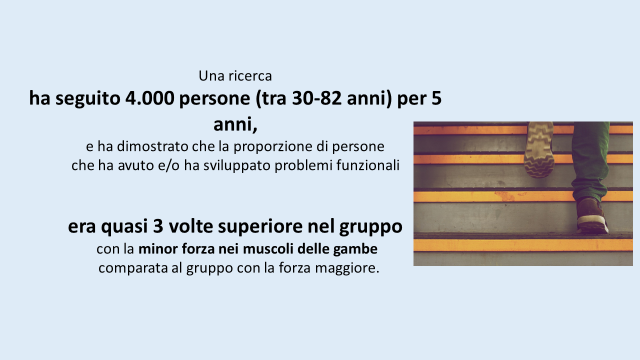 Una ricerca
ha seguito 4.000 persone (tra 30-82 anni) per 5
anni,
e ha dimostrato che la proporzione di persone
che ha avuto e/o ha sviluppato problemi funzionali
era quasi 3 volte superiore nel gruppo
con la minor forza nei muscoli delle gambe
comparata al gruppo con la forza maggiore.